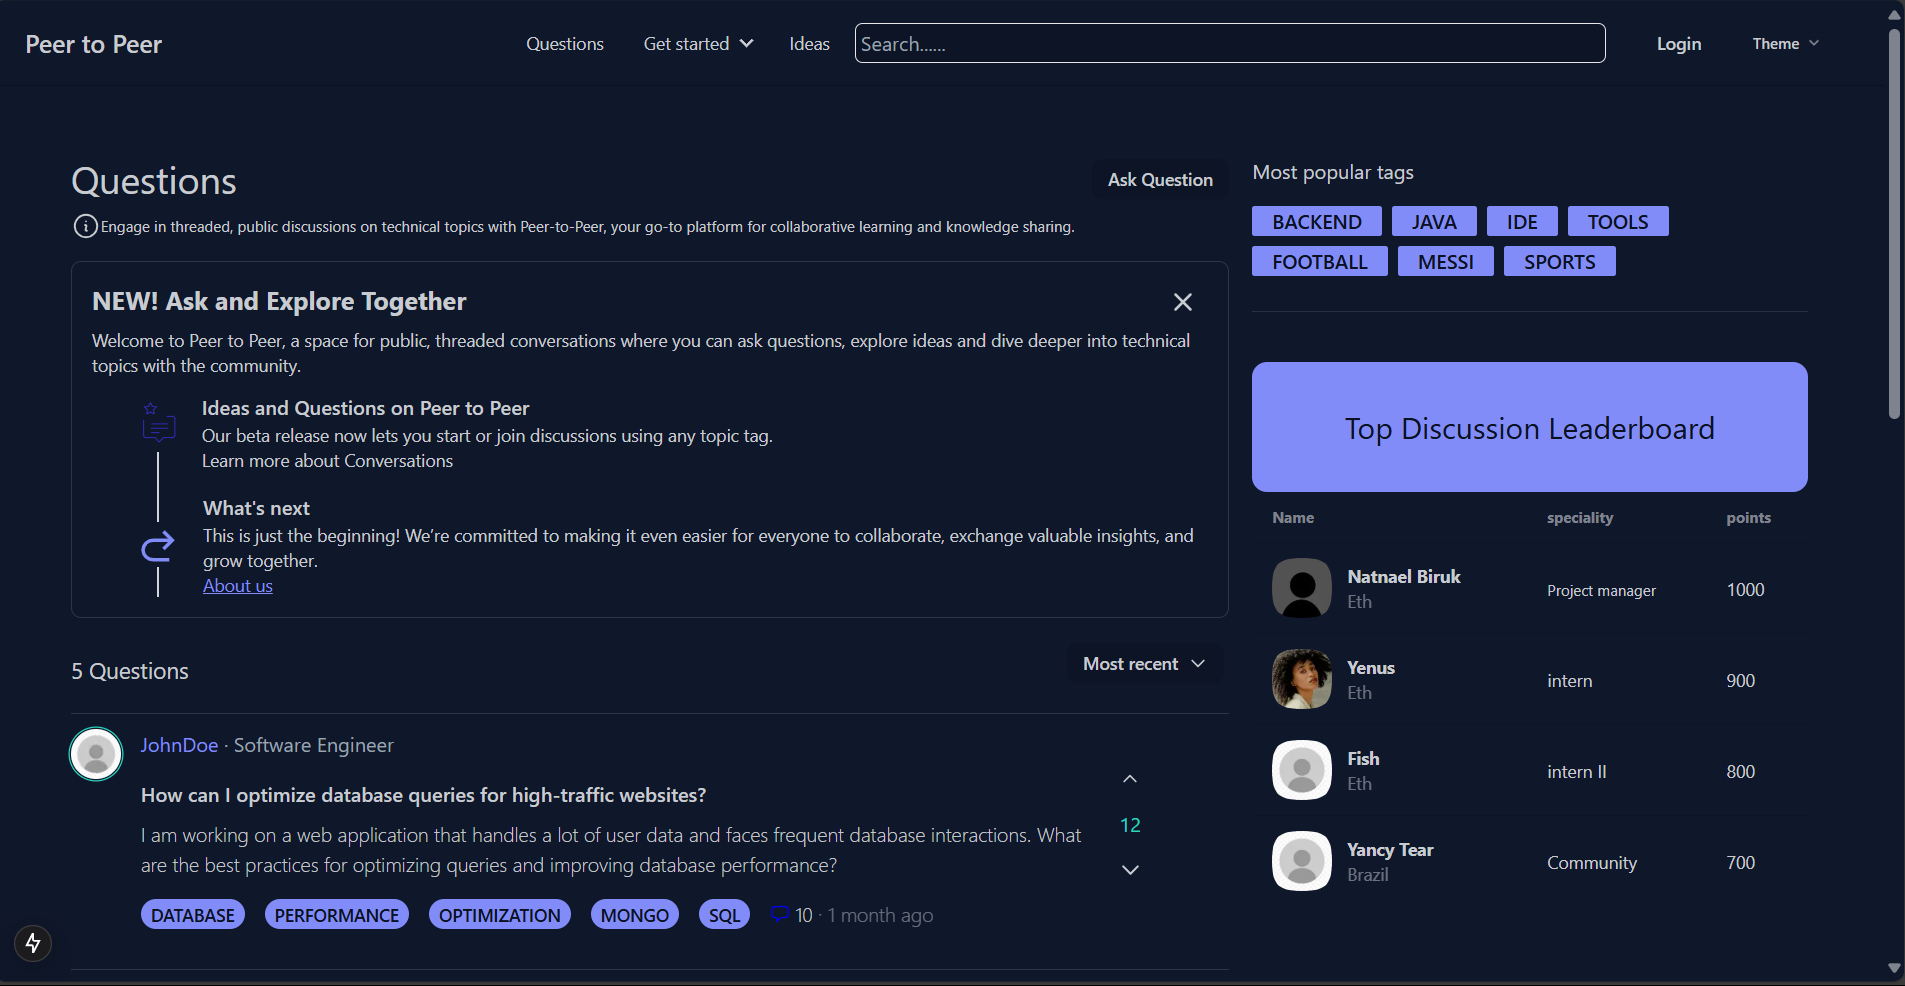 Peer to Peer
Questions
Get started
Ideas
Search......
Login
Theme
Questions
Ask Question
Engage in threaded, public discussions on technical topics with Peer-to-Peer, your go-to platform for collaborative learning and knowledge sharing.
NEW! Ask and Explore Together
Welcome to Peer to Peer, a space for public, threaded conversations where you can ask questions, explore ideas and dive deeper into technical
topics with the community.
Ideas and Questions on Peer to Peer
Our beta release now lets you start or join discussions using any topic tag.
Learn more about Conversations
What's next
This is just the beginning! We’re committed to making it even easier for everyone to collaborate, exchange valuable insights, and
grow together.
About us
5 Questions
Most recent
JohnDoe · Software Engineer
How can I optimize database queries for high-traffic websites?
I am working on a web application that handles a lot of user data and faces frequent database interactions. What
are the best practices for optimizing queries and improving database performance?
12
DATABASE PERFORMANCE OPTIMIZATION MONGO SQL 10 · 1 month ago
Most popular tags
BACKEND JAVA IDE TOOLS
FOOTBALL MESSI SPORTS
Top Discussion Leaderboard
Name speciality points
Natnael Biruk
Eth
Project manager
1000
Yenus
Eth
intern
900
Fish
Eth
intern II
800
Yancy Tear
Brazil
Community
700